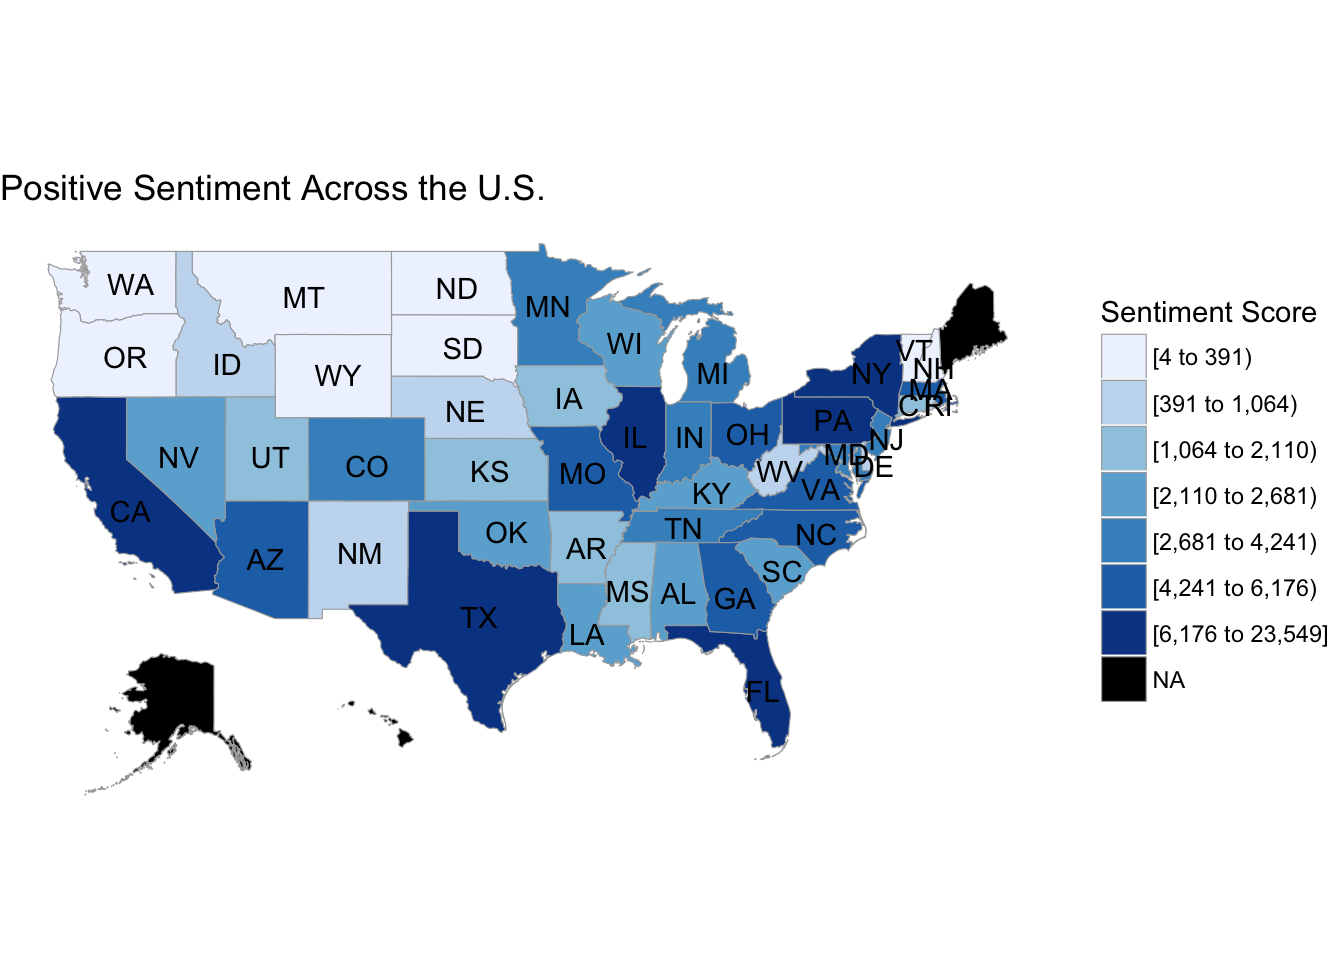 Positive Sentiment Across the U.S.
WA
MT
ND
MN
OR
ID
WY
SD
WI
MI
VT
NH
NY
MA
CT
RI
NE
IA
PA
NV
UT
CO
KS
MO
IL
IN
OH
NJ
MD
DE
WV
VA
KY
CA
AZ
NM
OK
AR
TN
NC
SC
TX
LA
MS
AL
GA
FL
Sentiment Score
[4 to 391)
[391 to 1,064)
[1,064 to 2,110)
[2,110 to 2,681)
[2,681 to 4,241)
[4,241 to 6,176)
[6,176 to 23,549]
NA